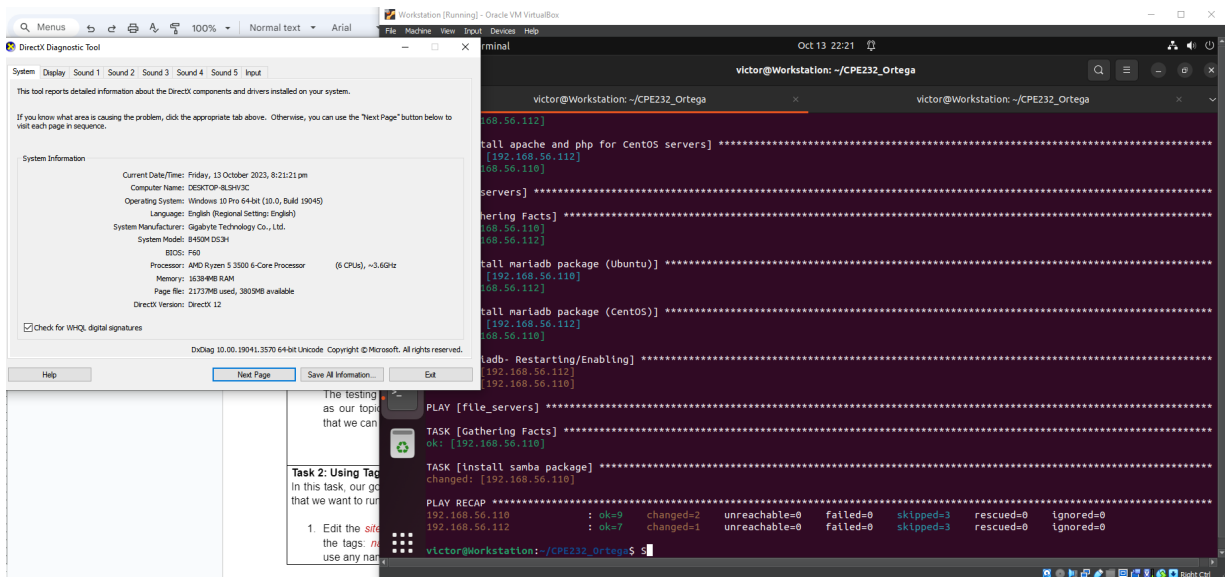 Menus 100% Normal text Arial
DirectX Diagnostic Tool
System Display Sound 1 Sound 2 Sound 3 Sound 4 Sound 5 Input
This tool reports detailed information about the DirectX components and drivers installed on your system.
If you know what area is causing the problem, click the appropriate tab above. Otherwise, you can use the "Next Page" button below to
visit each page in sequence.
System Information
Current Date/Time: Friday, 13 October 2023, 8:21:21 pm
Computer Name: DESKTOP-8LSHV3C
Operating System: Windows 10 Pro 64-bit (10.0, Build 19045)
Language: English (Regional Setting: English)
System Manufacturer: Gigabyte Technology Co., Ltd.
System Model: B450M DS3H
BIOS: F60
Processor: AMD Ryzen 5 3500 6-Core Processor (6 CPUs), ~3.6GHz
Memory: 16384MB RAM
Page file: 21737MB used, 3805MB available
DirectX Version: DirectX 12
Check for WHQL digital signatures
DxDiag 10.00.19041.3570 64-bit Unicode Copyright © Microsoft. All rights reserved.
Help Next Page Save All Information... Exit
The testing
as our topic
that we can
Task 2: Using Tag
In this task, our go
that we want to run
1. Edit the site
the tags: na
use any nam
Workstation [Running] - Oracle VM VirtualBox
File Machine View Input Devices Help
rminal Oct 13 22:21
victor@Workstation: ~/CPE232_Ortega
victor@Workstation: ~/CPE232_Ortega × victor@Workstation: ~/CPE232_Ortega ×
168.56.112]
tall apache and php for CentOS servers] ***********************************************************************************
[192.168.56.112]
168.56.110]
servers] ******************************************************************************************************************
hering Facts] *************************************************************************************************************
168.56.110]
168.56.112]
tall mariadb package (Ubuntu)] ********************************************************************************************
[192.168.56.110]
168.56.112]
tall mariadb package (CentOS)] ********************************************************************************************
[192.168.56.112]
168.56.110]
iadb- Restarting/Enabling] ************************************************************************************************
[192.168.56.112]
[192.168.56.110]
PLAY [file_servers] *******************************************************************************************************
TASK [Gathering Facts] ****************************************************************************************************
ok: [192.168.56.110]
TASK [install samba package] **********************************************************************************************
changed: [192.168.56.110]
PLAY RECAP ****************************************************************************************************************
192.168.56.110 : ok=9 changed=2 unreachable=0 failed=0 skipped=3 rescued=0 ignored=0
192.168.56.112 : ok=7 changed=1 unreachable=0 failed=0 skipped=3 rescued=0 ignored=0
victor@Workstation:~/CPE232_Ortega$ S
Right Ctrl